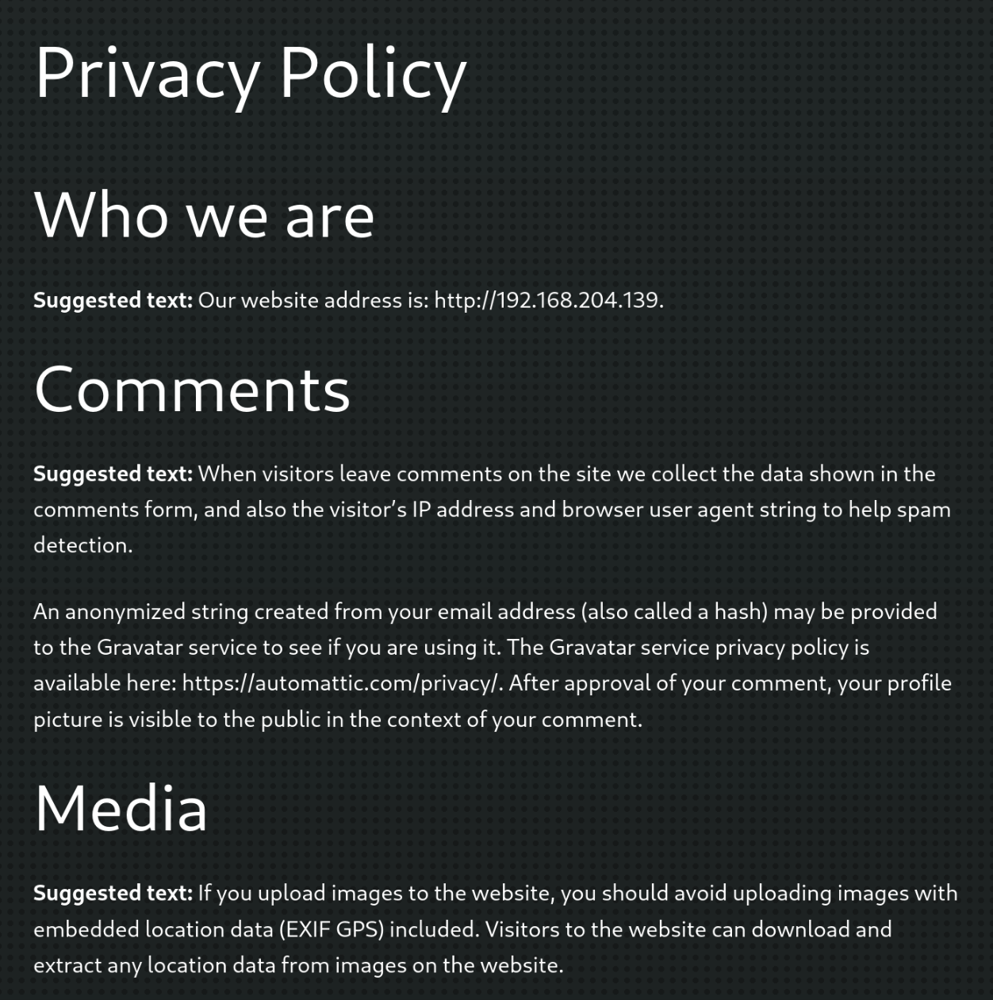 Privacy Policy
Who we are
Suggested text: Our website address is: http://192.168.204.139.
Comments
Suggested text: When visitors leave comments on the site we collect the data shown in the
comments form, and also the visitor’s IP address and browser user agent string to help spam
detection.
An anonymized string created from your email address (also called a hash) may be provided
to the Gravatar service to see if you are using it. The Gravatar service privacy policy is
available here: https://automattic.com/privacy/. After approval of your comment, your profile
picture is visible to the public in the context of your comment.
Media
Suggested text: If you upload images to the website, you should avoid uploading images with
embedded location data (EXIF GPS) included. Visitors to the website can download and
extract any location data from images on the website.